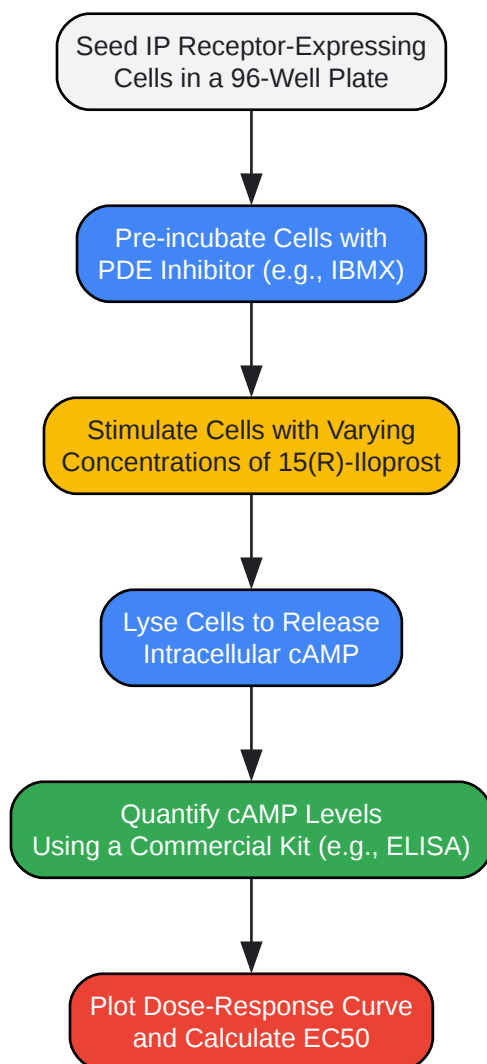 Seed IP Receptor-Expressing
Cells in a 96-Well Plate
Pre-incubate Cells with
PDE Inhibitor (e.g., IBMX)
Stimulate Cells with Varying
Concentrations of 15(R)-Iloprost
Lyse Cells to Release
Intracellular cAMP
Quantify cAMP Levels
Using a Commercial Kit (e.g., ELISA)
Plot Dose-Response Curve
and Calculate EC50